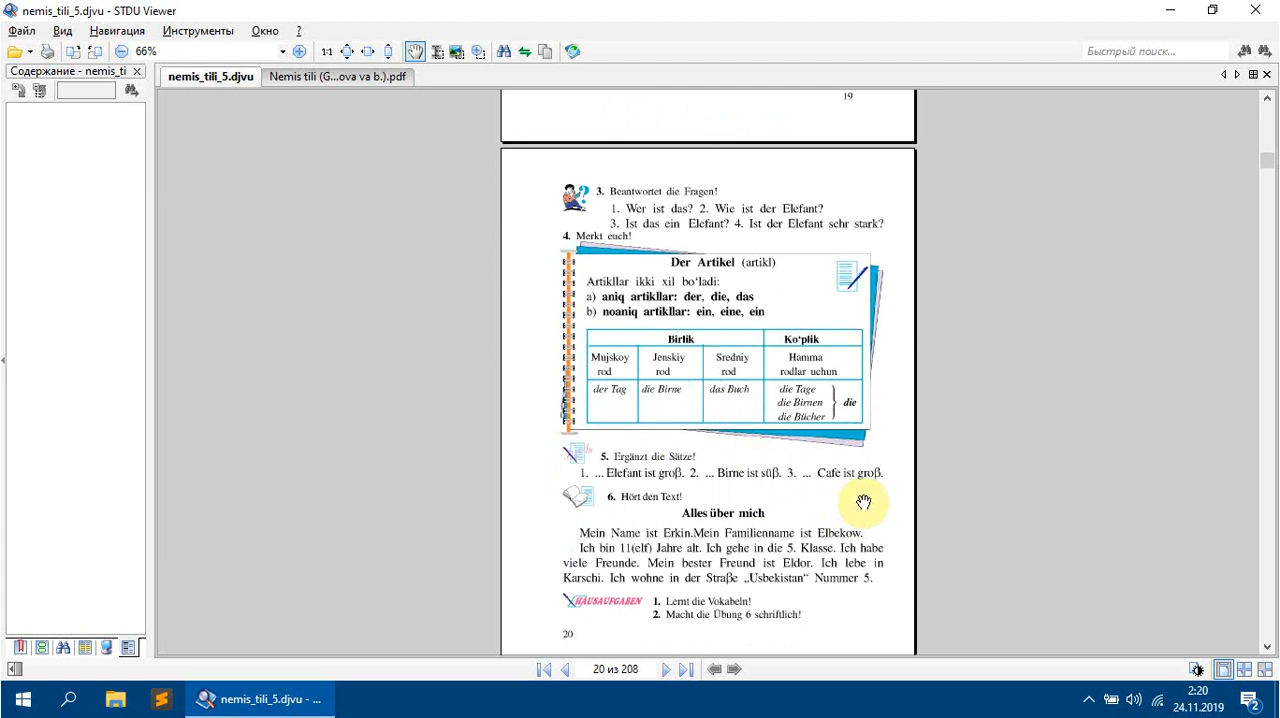 nemis_tili_5.djvu - STDU Viewer
Файл Вид Навигация Инструменты Окно ?
66%
1:1
Быстрый поиск...
Содержание - nemis_ti
nemis_tili_5.djvu
Nemis tili (G...ova va b.).pdf
19
3. Beantwortet die Fragen!
1. Wer ist das? 2. Wie ist der Elefant?
3. Ist das ein Elefant? 4. Ist der Elefant sehr stark?
4. Merkt euch!
Der Artikel (artikl)
Artikllar ikki xil bo‘ladi:
a) aniq artikllar: der, die, das
b) noaniq artikllar: ein, eine, ein
Birlik Ko‘plik
Mujskoy Jenskiy Sredniy Hamma
rod rod rod rodlar uchun
der Tag die Birne das Buch die Tage
die Birnen die
die Bücher
5. Ergänzt die Sätze!
1. ... Elefant ist groß. 2. ... Birne ist süß. 3. ... Cafe ist groß.
6. Hört den Text!
Alles über mich
Mein Name ist Erkin.Mein Familienname ist Elbekow.
Ich bin 11(elf) Jahre alt. Ich gehe in die 5. Klasse. Ich habe
viele Freunde. Mein bester Freund ist Eldor. Ich lebe in
Karschi. Ich wohne in der Straße „Usbekistan“ Nummer 5.
HAUSAUFGABEN 1. Lernt die Vokabeln!
2. Macht die Übung 6 schriftlich!
20
20 из 208
nemis_tili_5.djvu - ...
2:20
24.11.2019
2